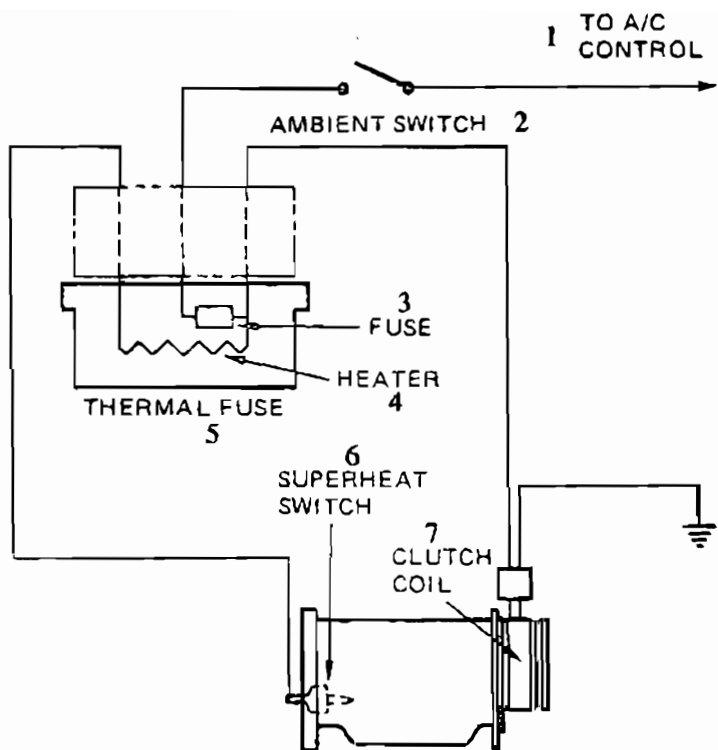 1 TO A/C
CONTROL
AMBIENT SWITCH 2
3
FUSE
HEATER
4
THERMAL FUSE
5
6
SUPERHEAT
SWITCH
7
CLUTCH
COIL